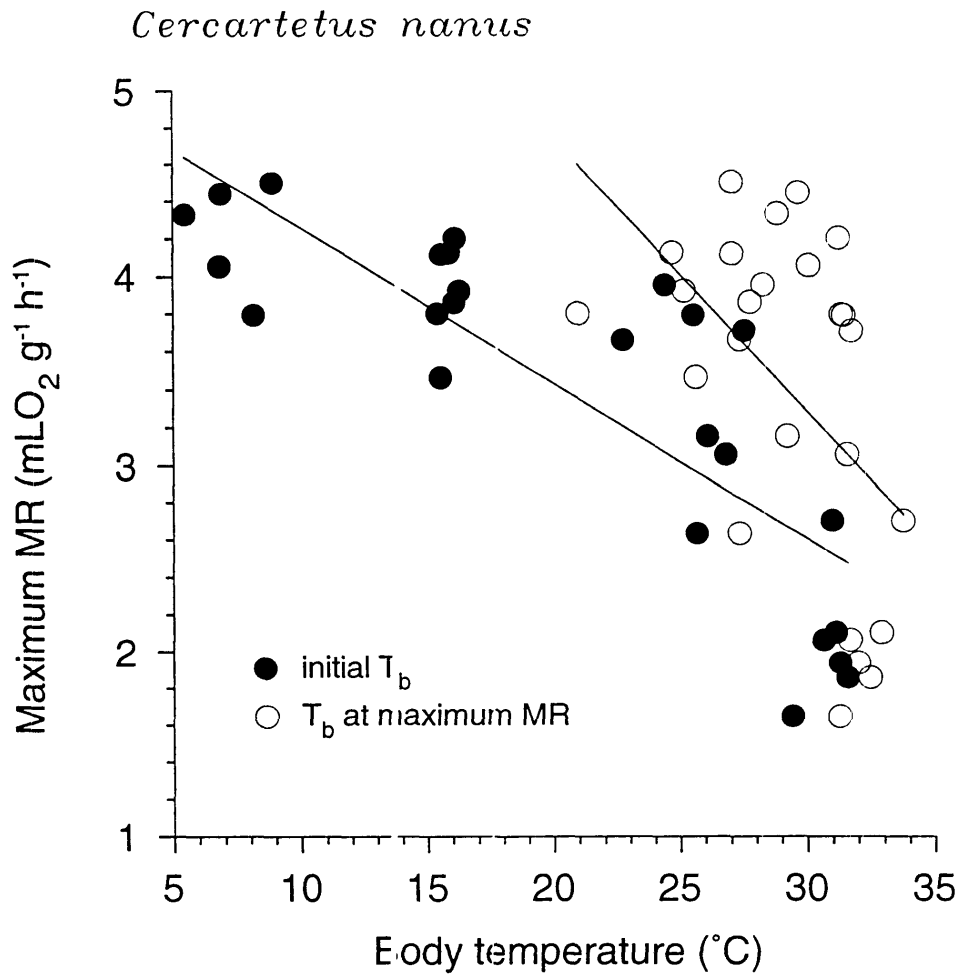 Cercartetus nanus
5
4
3
2
1
Maximum MR (mLO2 g-1 h-1)
initial Tb
Tb at maximum MR
5 10 15 20 25 30 35
Body temperature (°C)